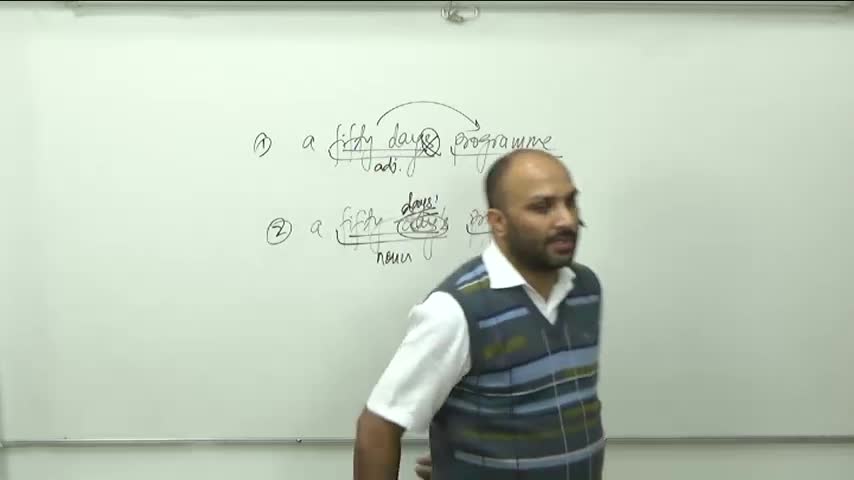 ① a fifty days programme
adj.
days'
② a fifty
noun